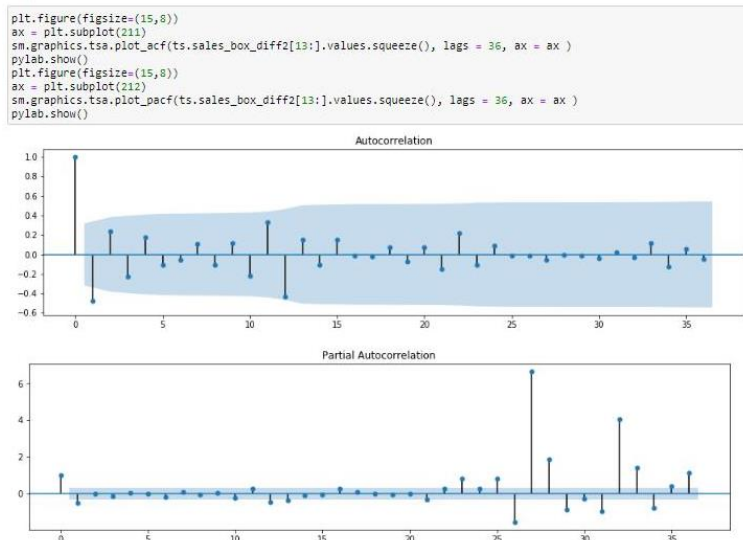 plt.figure(figsize=(15,8))
ax = plt.subplot(211)
sm.graphics.tsa.plot_acf(ts.sales_box_diff2[13:].values.squeeze(), lags = 36, ax = ax )
pylab.show()
plt.figure(figsize=(15,8))
ax = plt.subplot(212)
sm.graphics.tsa.plot_pacf(ts.sales_box_diff2[13:].values.squeeze(), lags = 36, ax = ax )
pylab.show()
Autocorrelation
1.0
0.8
0.6
0.4
0.2
0.0
−0.2
−0.4
−0.6
0 5 10 15 20 25 30 35
Partial Autocorrelation
6
4
2
0
0 5 10 15 20 25 30 35